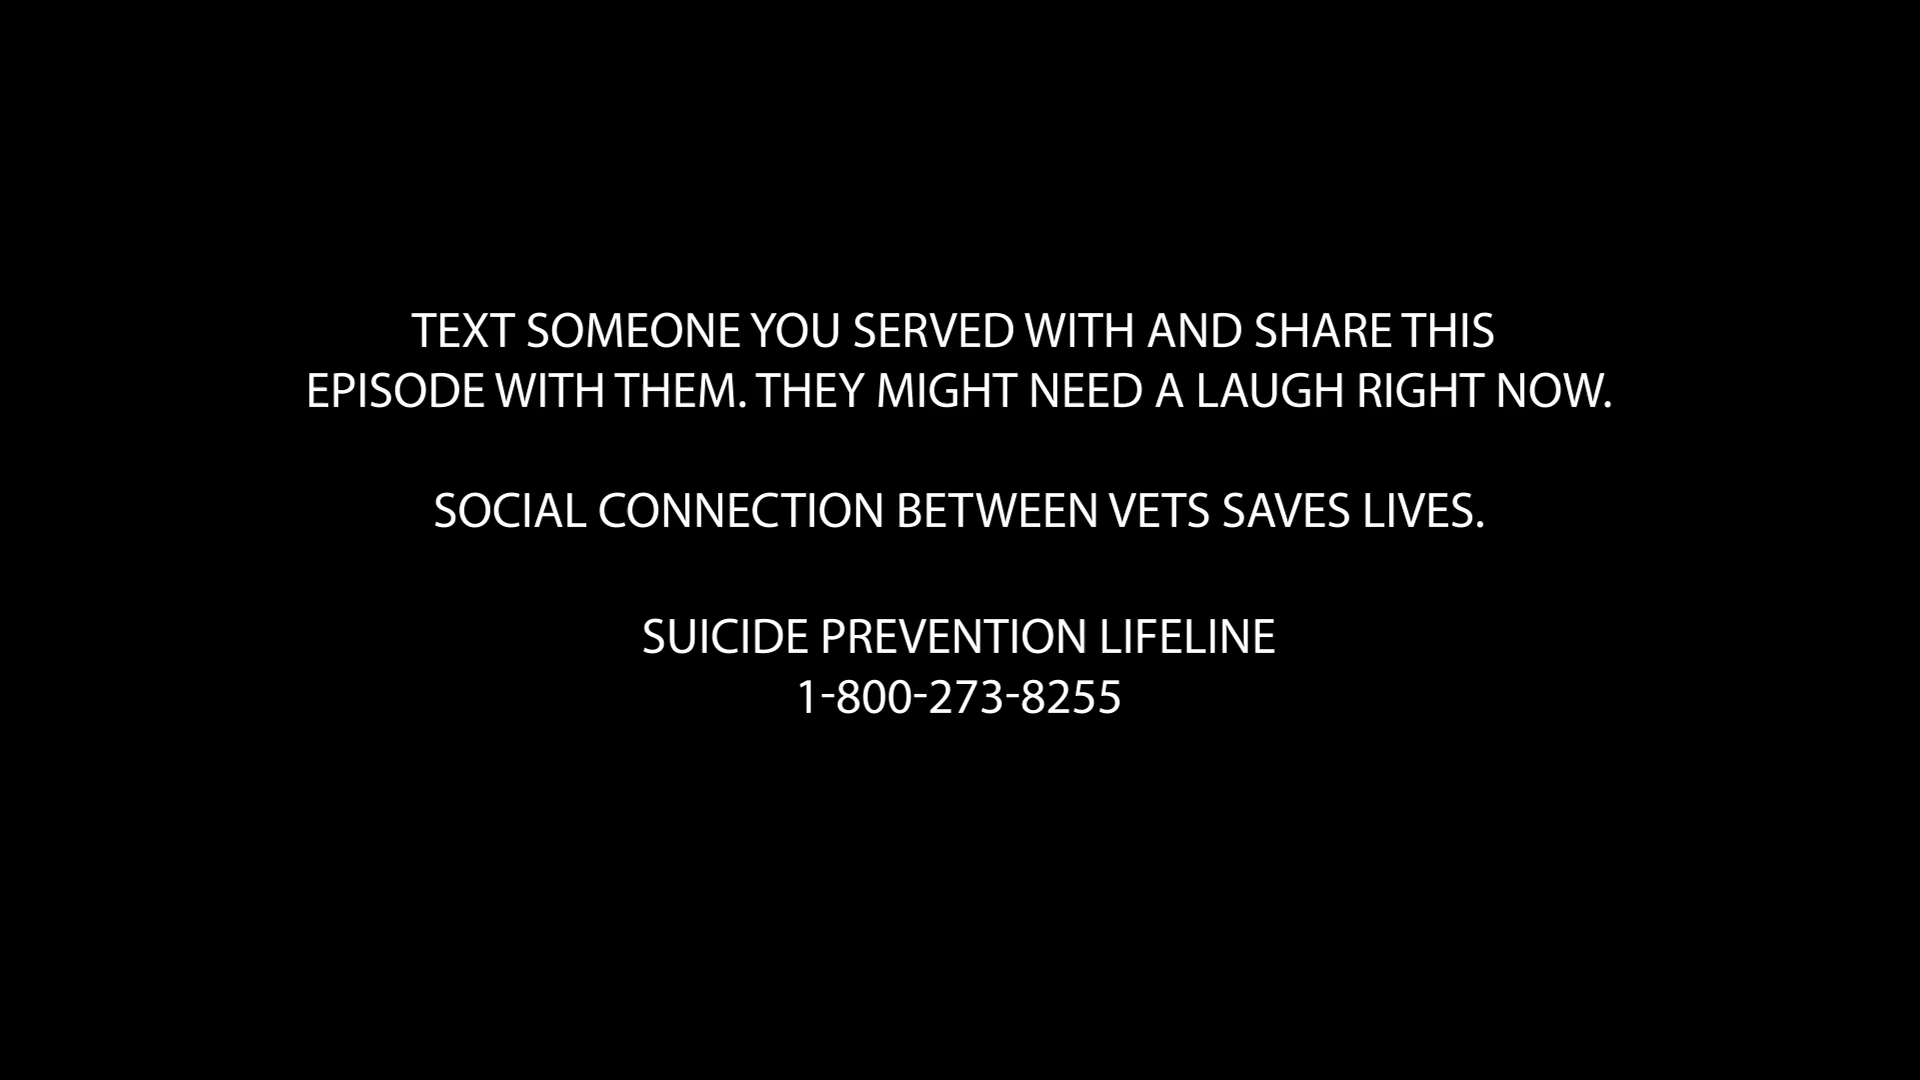 TEXT SOMEONE YOU SERVED WITH AND SHARE THIS
EPISODE WITH THEM. THEY MIGHT NEED A LAUGH RIGHT NOW.
SOCIAL CONNECTION BETWEEN VETS SAVES LIVES.
SUICIDE PREVENTION LIFELINE
1-800-273-8255